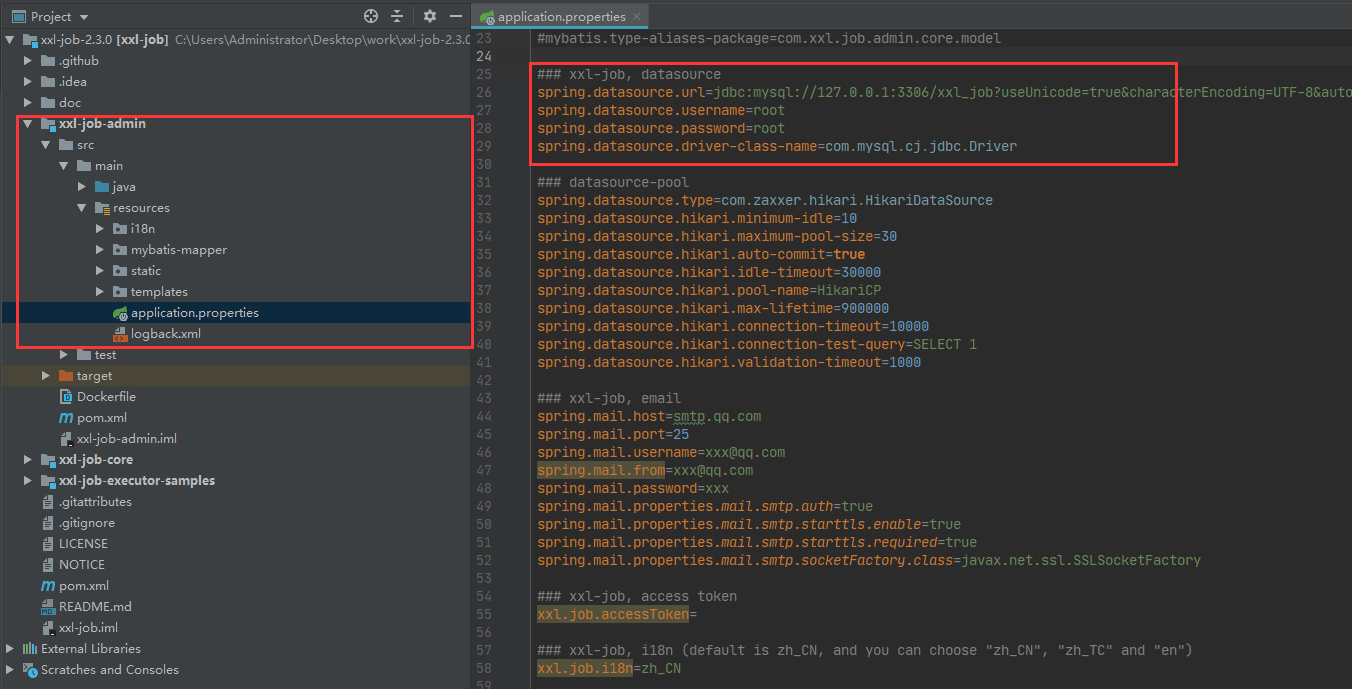 Project
xxl-job-2.3.0 [xxl-job] C:\Users\Administrator\Desktop\work\xxl-job-2.3.0
.github
.idea
doc
xxl-job-admin
src
main
java
resources
i18n
mybatis-mapper
static
templates
application.properties
logback.xml
test
target
Dockerfile
pom.xml
xxl-job-admin.iml
xxl-job-core
xxl-job-executor-samples
.gitattributes
.gitignore
LICENSE
NOTICE
pom.xml
README.md
xxl-job.iml
External Libraries
Scratches and Consoles
application.properties
23 #mybatis.type-aliases-package=com.xxl.job.admin.core.model
24
25 ### xxl-job, datasource
26 spring.datasource.url=jdbc:mysql://127.0.0.1:3306/xxl_job?useUnicode=true&characterEncoding=UTF-8&auto
27 spring.datasource.username=root
28 spring.datasource.password=root
29 spring.datasource.driver-class-name=com.mysql.cj.jdbc.Driver
30
31 ### datasource-pool
32 spring.datasource.type=com.zaxxer.hikari.HikariDataSource
33 spring.datasource.hikari.minimum-idle=10
34 spring.datasource.hikari.maximum-pool-size=30
35 spring.datasource.hikari.auto-commit=true
36 spring.datasource.hikari.idle-timeout=30000
37 spring.datasource.hikari.pool-name=HikariCP
38 spring.datasource.hikari.max-lifetime=900000
39 spring.datasource.hikari.connection-timeout=10000
40 spring.datasource.hikari.connection-test-query=SELECT 1
41 spring.datasource.hikari.validation-timeout=1000
42
43 ### xxl-job, email
44 spring.mail.host=smtp.qq.com
45 spring.mail.port=25
46 spring.mail.username=xxx@qq.com
47 spring.mail.from=xxx@qq.com
48 spring.mail.password=xxx
49 spring.mail.properties.mail.smtp.auth=true
50 spring.mail.properties.mail.smtp.starttls.enable=true
51 spring.mail.properties.mail.smtp.starttls.required=true
52 spring.mail.properties.mail.smtp.socketFactory.class=javax.net.ssl.SSLSocketFactory
53
54 ### xxl-job, access token
55 xxl.job.accessToken=
56
57 ### xxl-job, i18n (default is zh_CN, and you can choose "zh_CN", "zh_TC" and "en")
58 xxl.job.i18n=zh_CN
59